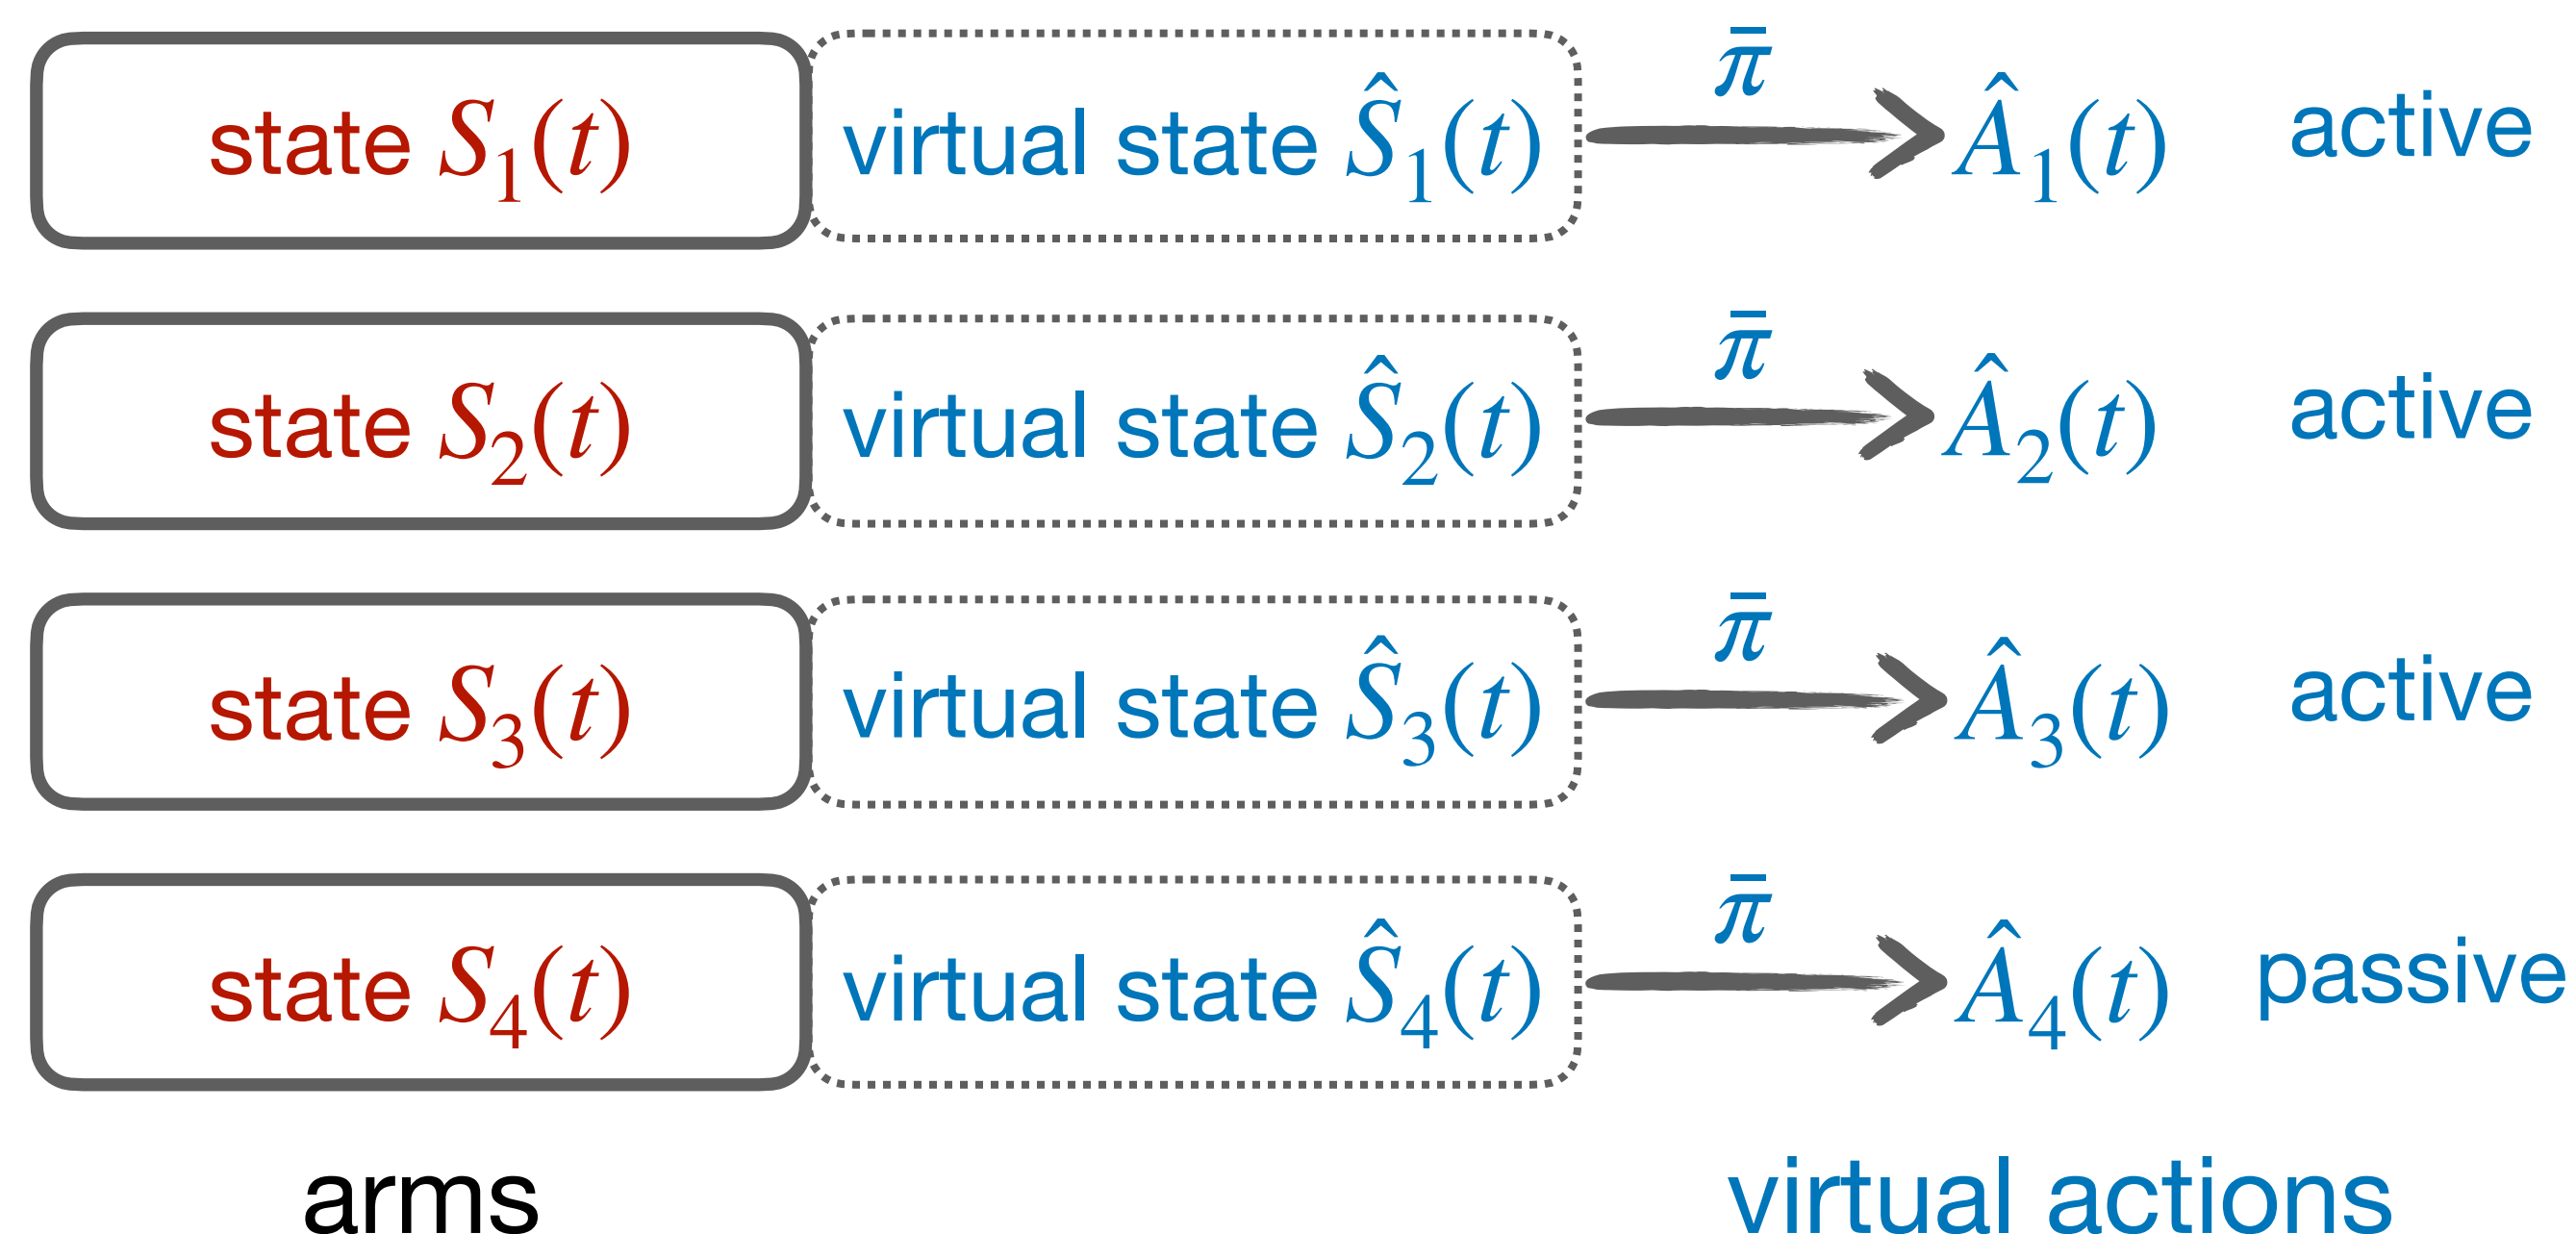 state S₁(t) virtual state Ŝ₁(t) π̄ Â₁(t) active
state S₂(t) virtual state Ŝ₂(t) π̄ Â₂(t) active
state S₃(t) virtual state Ŝ₃(t) π̄ Â₃(t) active
state S₄(t) virtual state Ŝ₄(t) π̄ Â₄(t) passive
arms virtual actions